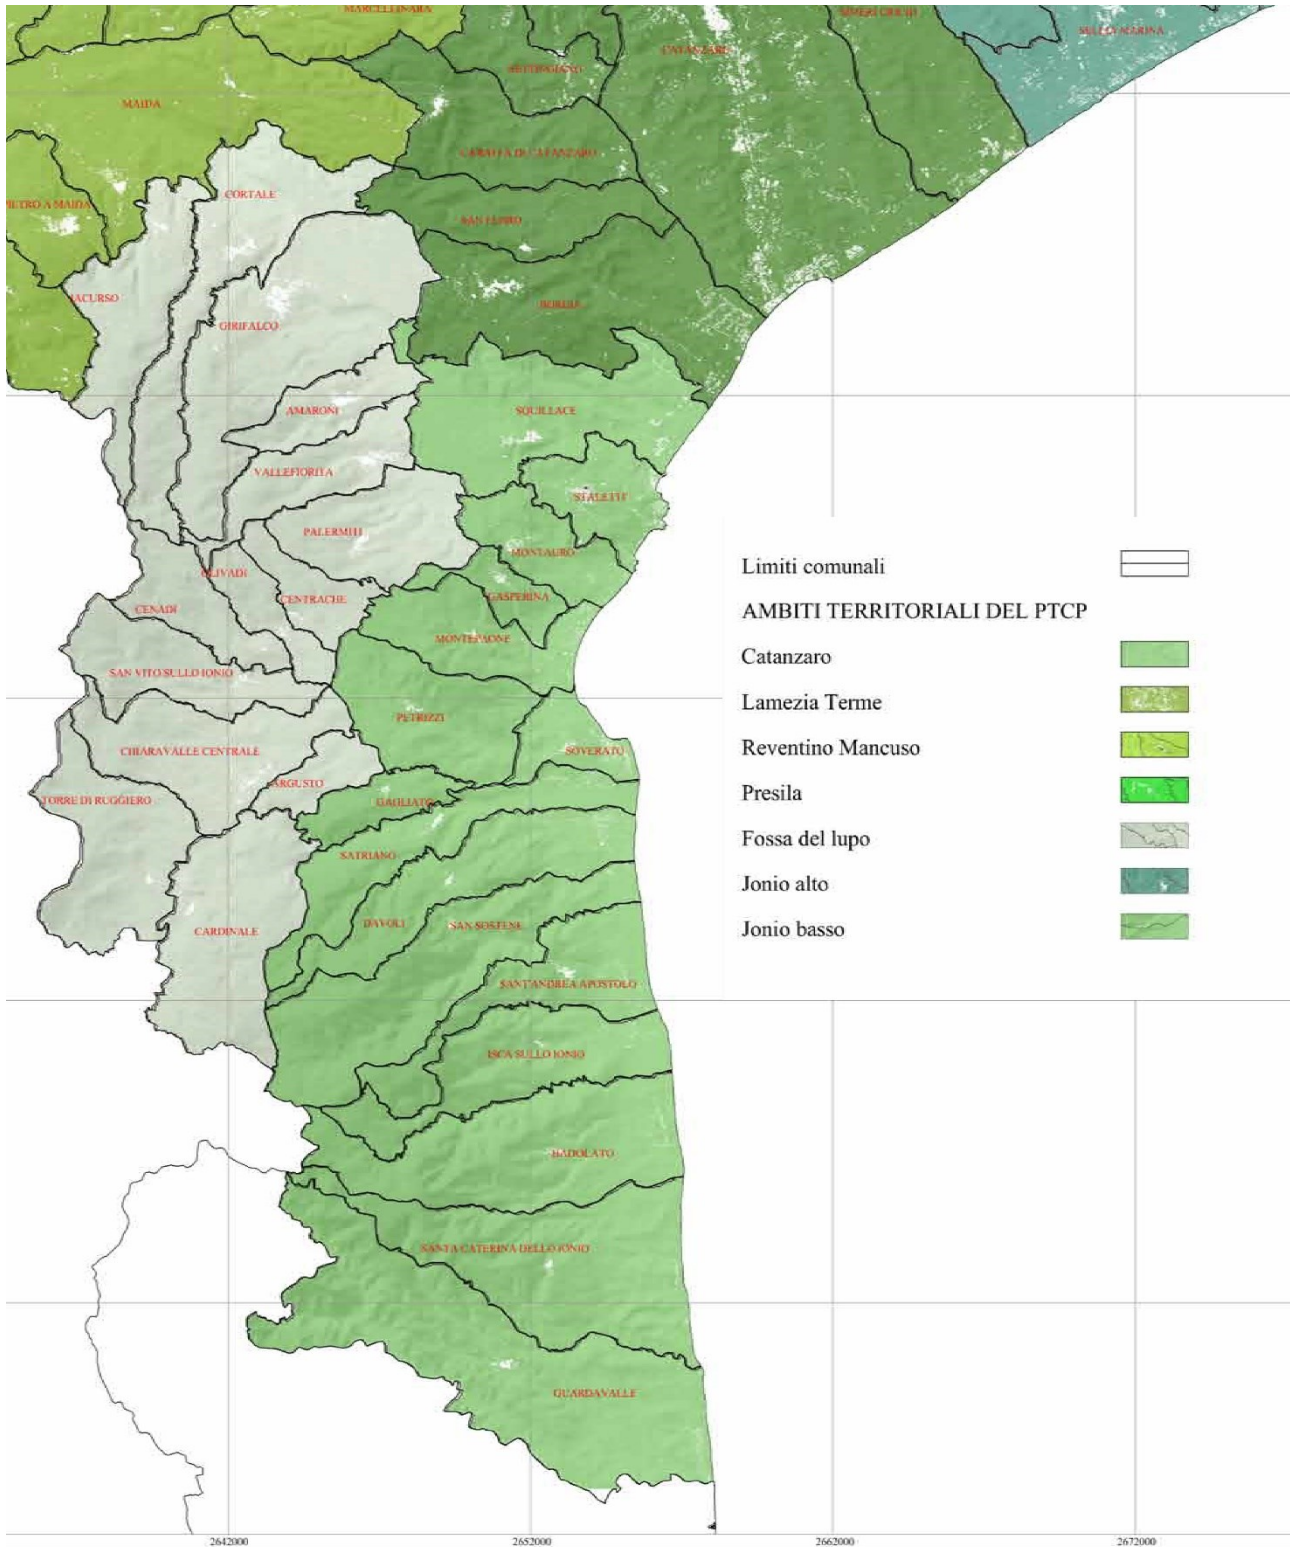 MARCELLINARA
SIMERI CRICHI
SELLIA MARINA
CATANZARO
SETTINGIANO
MAIDA
CARAFFA DI CATANZARO
CORTALE
PIETRO A MAIDA
SAN FLORO
JACURSO
BORGIA
GIRIFALCO
AMARONI
SQUILLACE
VALLEFIORITA
STALETTI
PALERMITI
MONTAURO
OLIVADI
CENTRACHE
GASPERINA
CENADI
MONTEPAONE
SAN VITO SULLO IONIO
PETRIZZI
CHIARAVALLE CENTRALE
SOVERATO
ARGUSTO
TORRE DI RUGGIERO
GAGLIATO
SATRIANO
CARDINALE
DAVOLI
SAN SOSTENE
SANT'ANDREA APOSTOLO
ISCA SULLO IONIO
BADOLATO
SANTA CATERINA DELLO IONIO
GUARDAVALLE
Limiti comunali
AMBITI TERRITORIALI DEL PTCP
Catanzaro
Lamezia Terme
Reventino Mancuso
Presila
Fossa del lupo
Jonio alto
Jonio basso
2642000
2652000
2662000
2672000